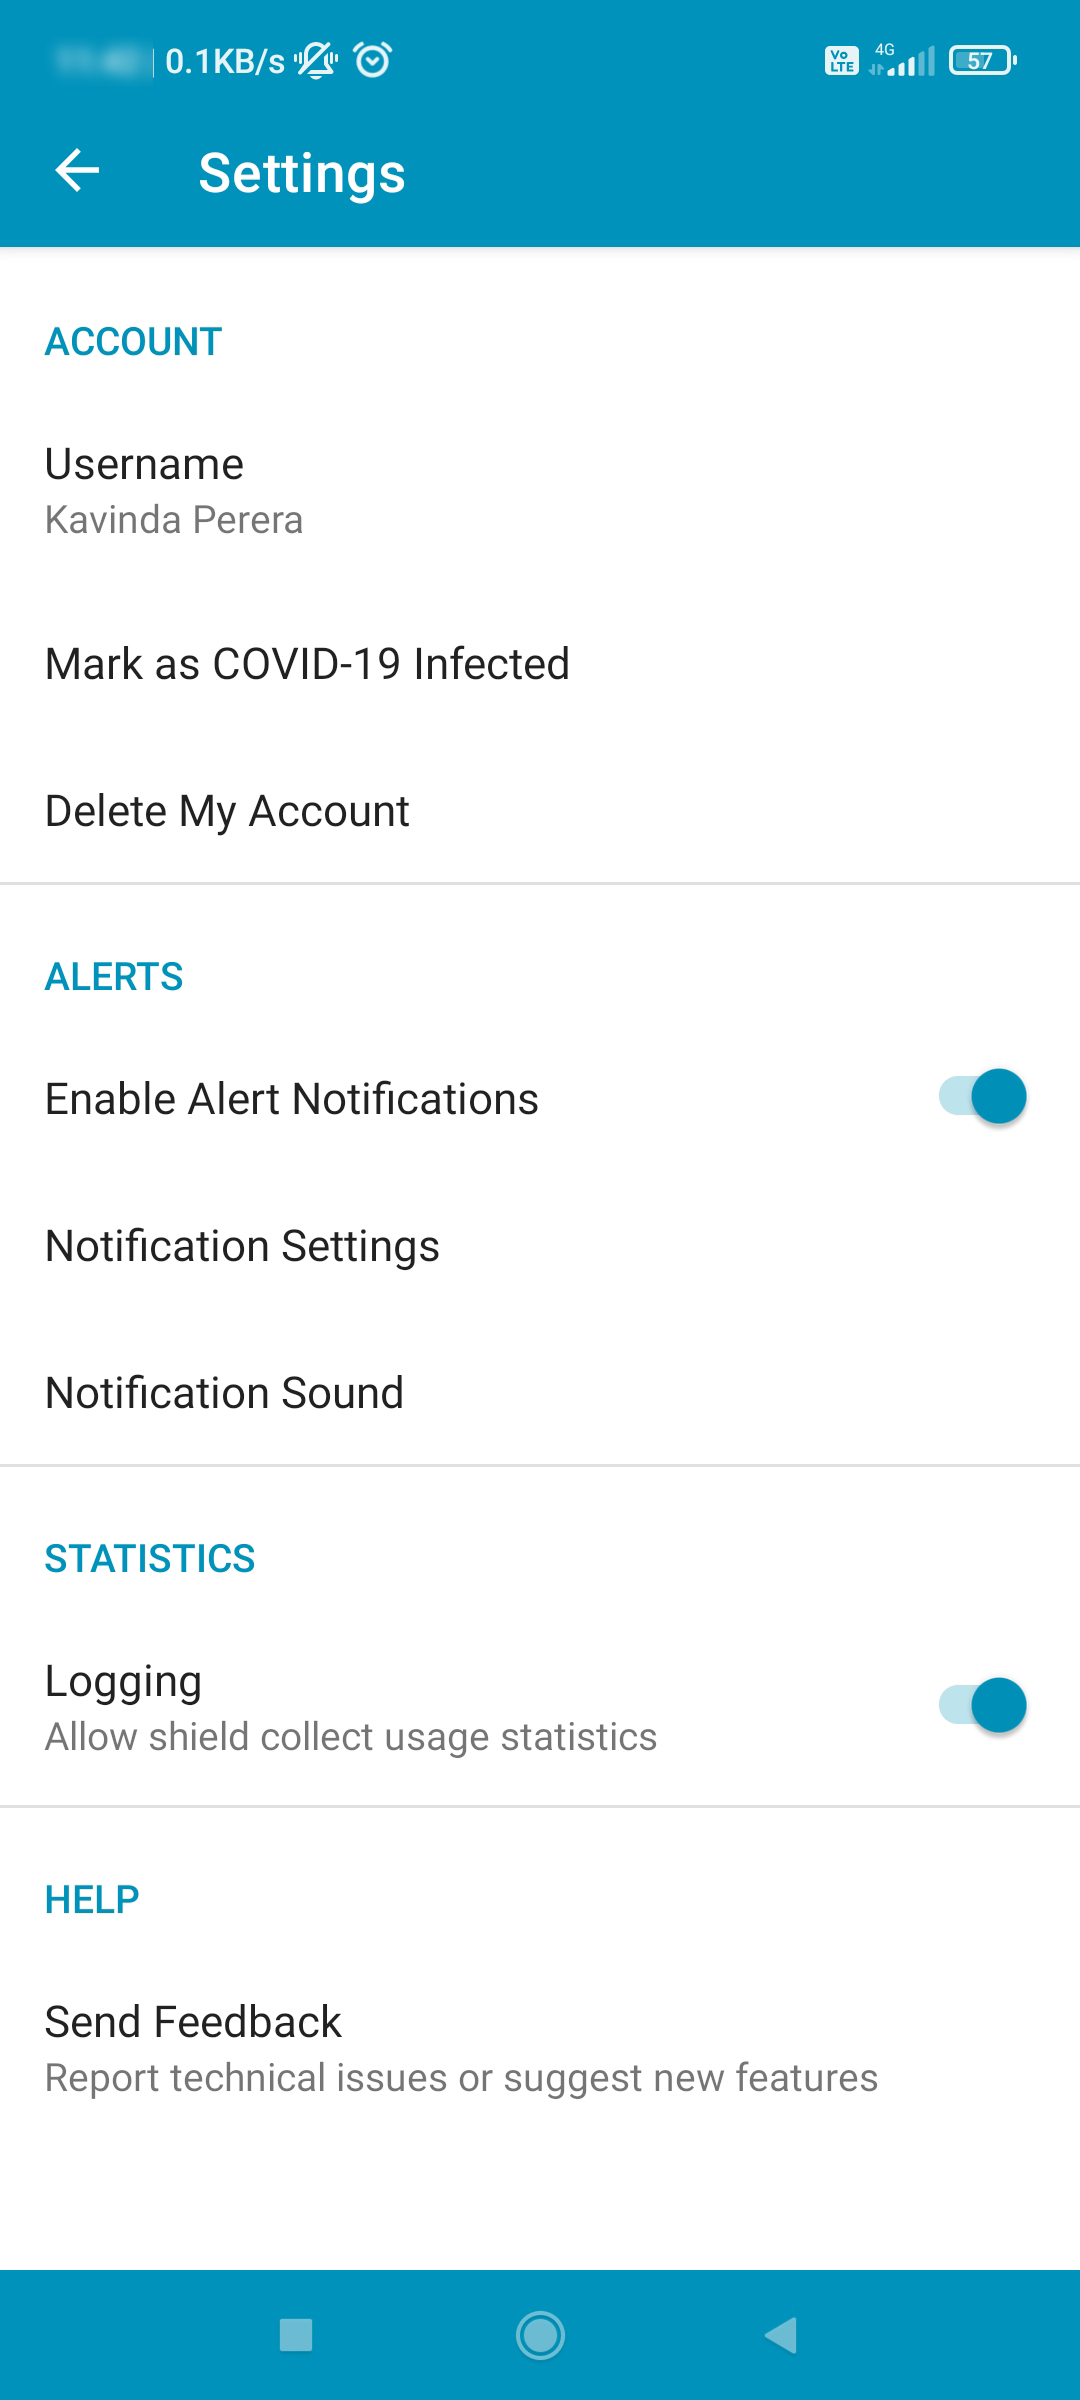 0.1KB/s Vo LTE 4G 57
Settings
ACCOUNT
Username
Kavinda Perera
Mark as COVID-19 Infected
Delete My Account
ALERTS
Enable Alert Notifications
Notification Settings
Notification Sound
STATISTICS
Logging
Allow shield collect usage statistics
HELP
Send Feedback
Report technical issues or suggest new features